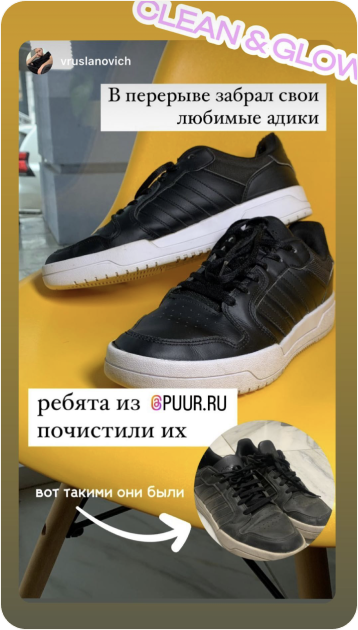 CLEAN & GLOW
vruslanovich
В перерыве забрал свои
любимые адики
ребята из @PUUR.RU
почистили их
вот такими они были